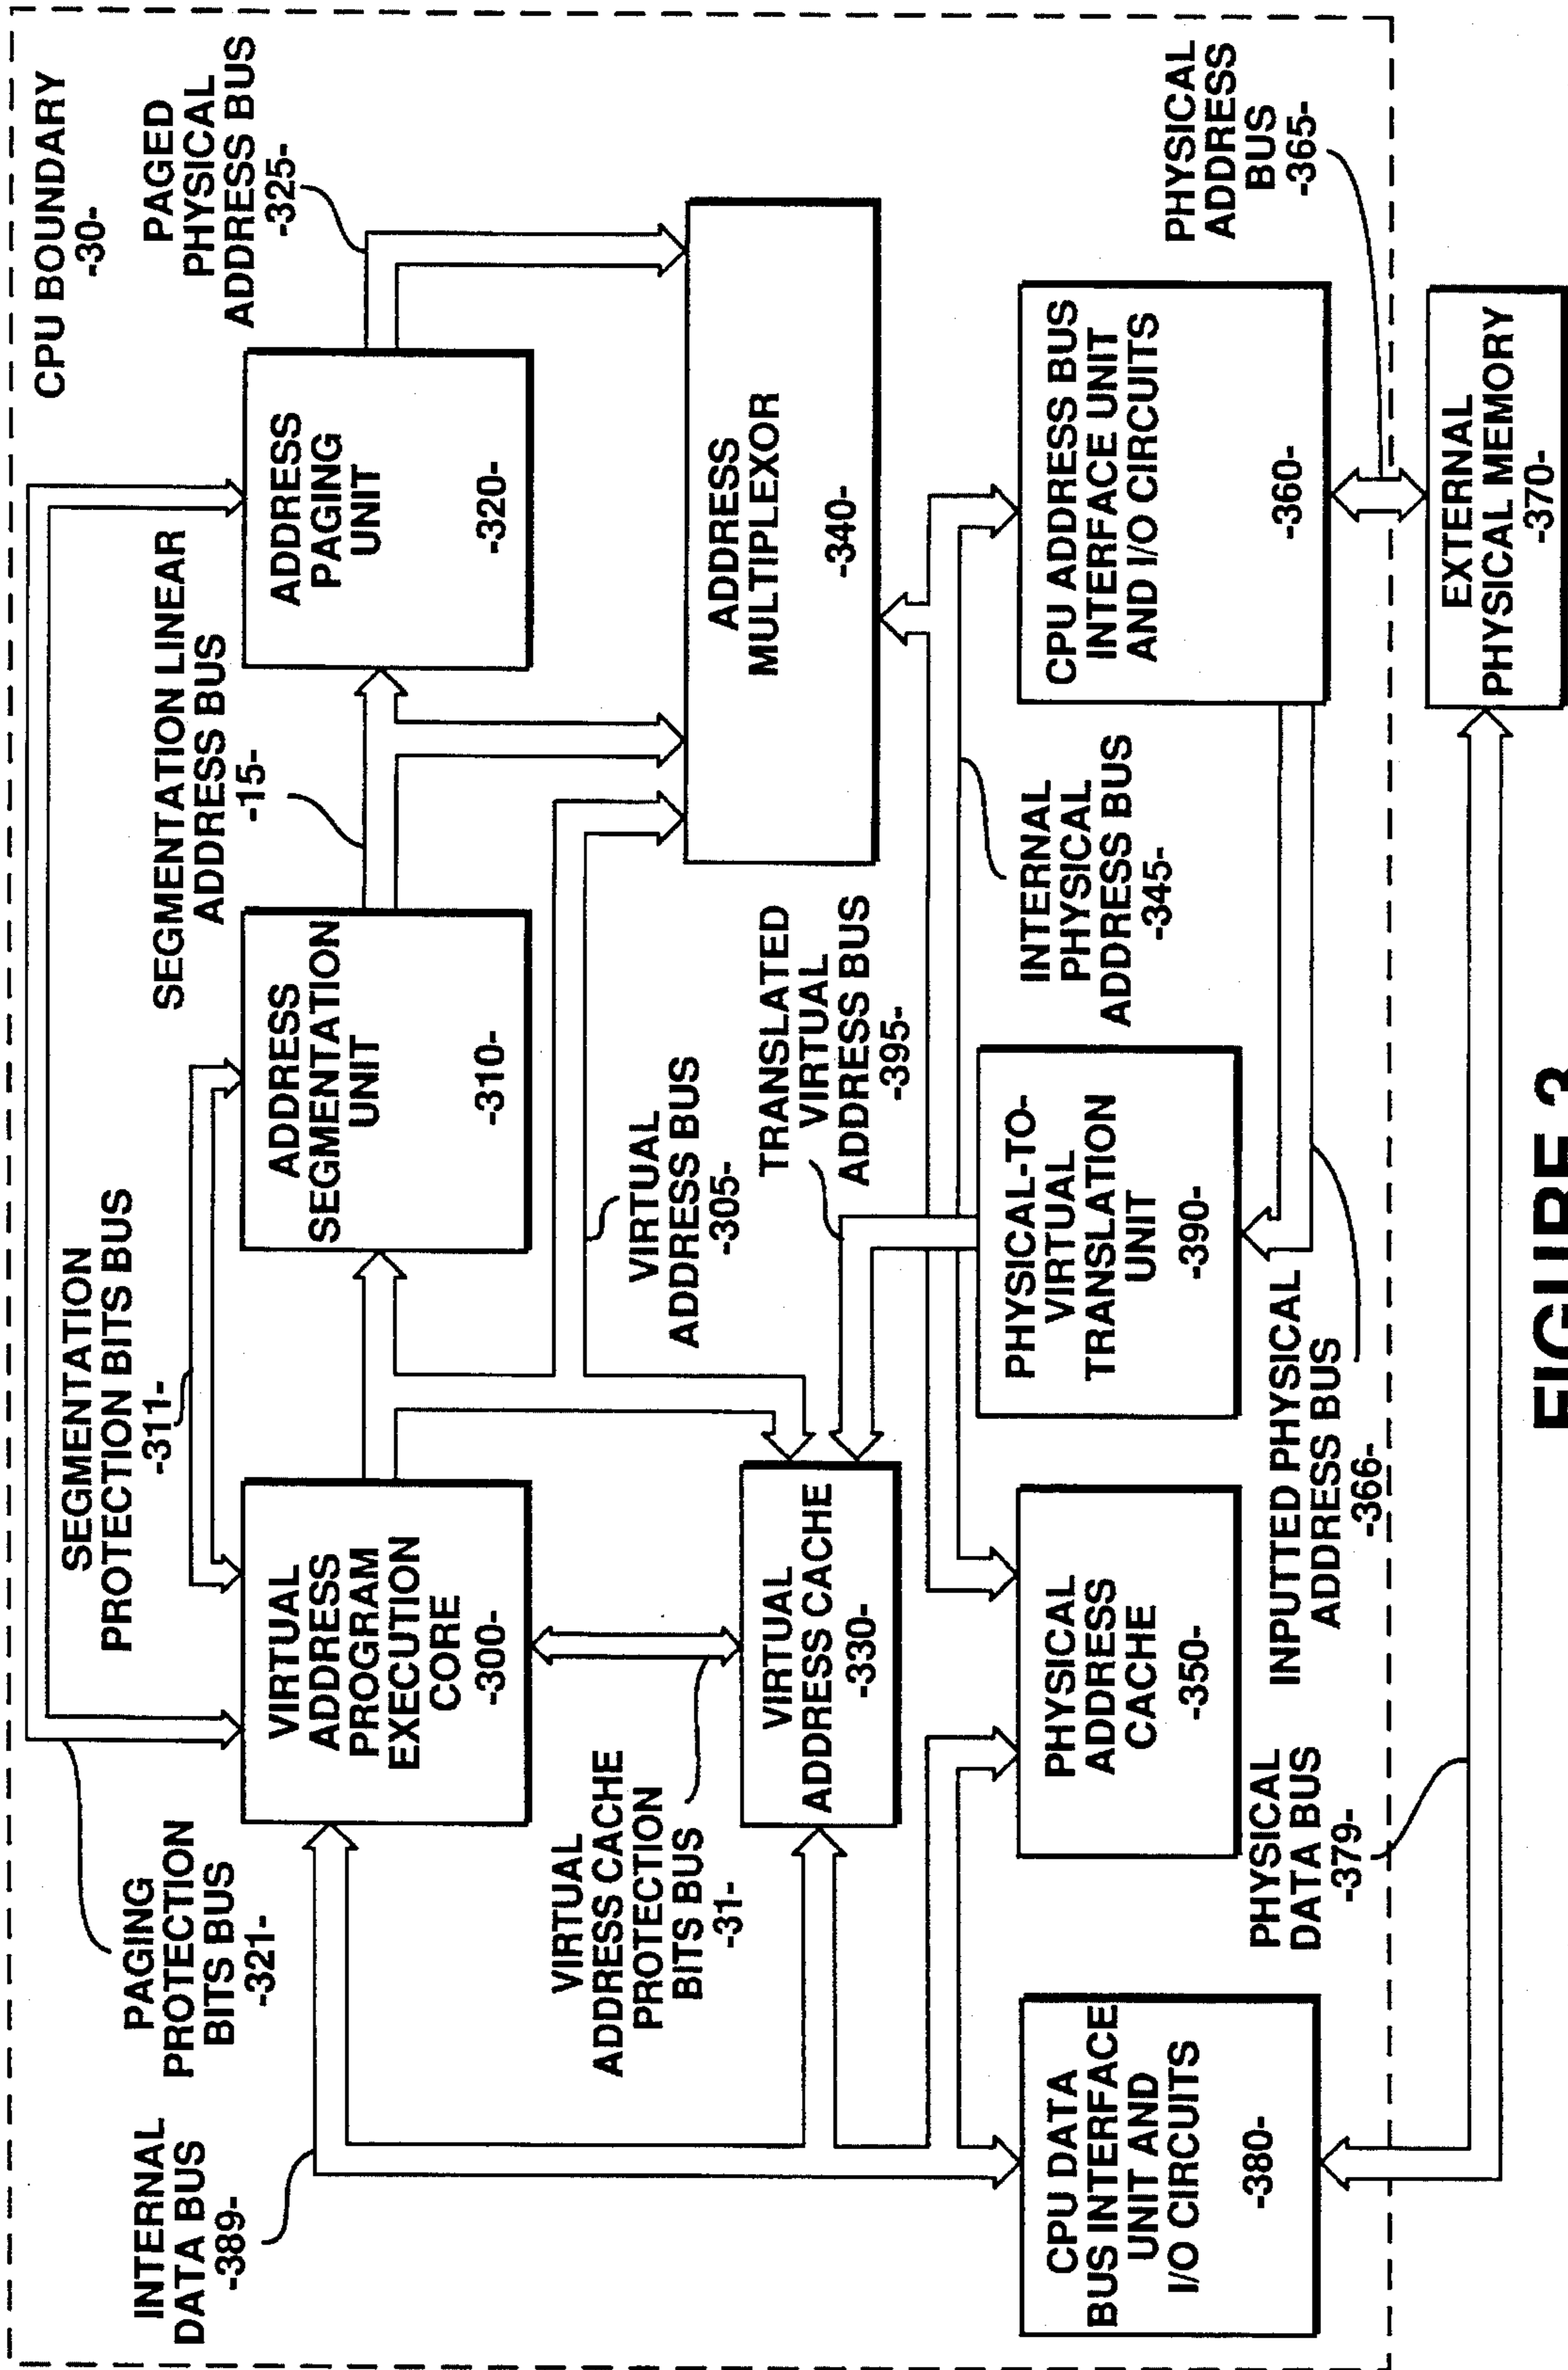 CPU BOUNDARY
-30-
PAGED
PHYSICAL
ADDRESS BUS
-325-
SEGMENTATION LINEAR
ADDRESS BUS
-15-
SEGMENTATION
PROTECTION BITS BUS
-311-
PAGING
PROTECTION
BITS BUS
-321-
INTERNAL
DATA BUS
-389-
VIRTUAL
ADDRESS
PROGRAM
EXECUTION
CORE
-300-
ADDRESS
SEGMENTATION
UNIT
-310-
ADDRESS
PAGING
UNIT
-320-
VIRTUAL
ADDRESS CACHE
PROTECTION
BITS BUS
-31-
VIRTUAL
ADDRESS BUS
-305-
TRANSLATED
VIRTUAL
ADDRESS BUS
-395-
VIRTUAL
ADDRESS CACHE
-330-
ADDRESS
MULTIPLEXOR
-340-
INTERNAL
PHYSICAL
ADDRESS BUS
-345-
PHYSICAL
ADDRESS
BUS
-365-
CPU DATA
BUS INTERFACE
UNIT AND
I/O CIRCUITS
-380-
PHYSICAL
ADDRESS
CACHE
-350-
PHYSICAL-TO-
VIRTUAL
TRANSLATION
UNIT
-390-
CPU ADDRESS BUS
INTERFACE UNIT
AND I/O CIRCUITS
-360-
PHYSICAL
DATA BUS
-379-
INPUTTED PHYSICAL
ADDRESS BUS
-366-
EXTERNAL
PHYSICAL MEMORY
-370-
FIGURE 3